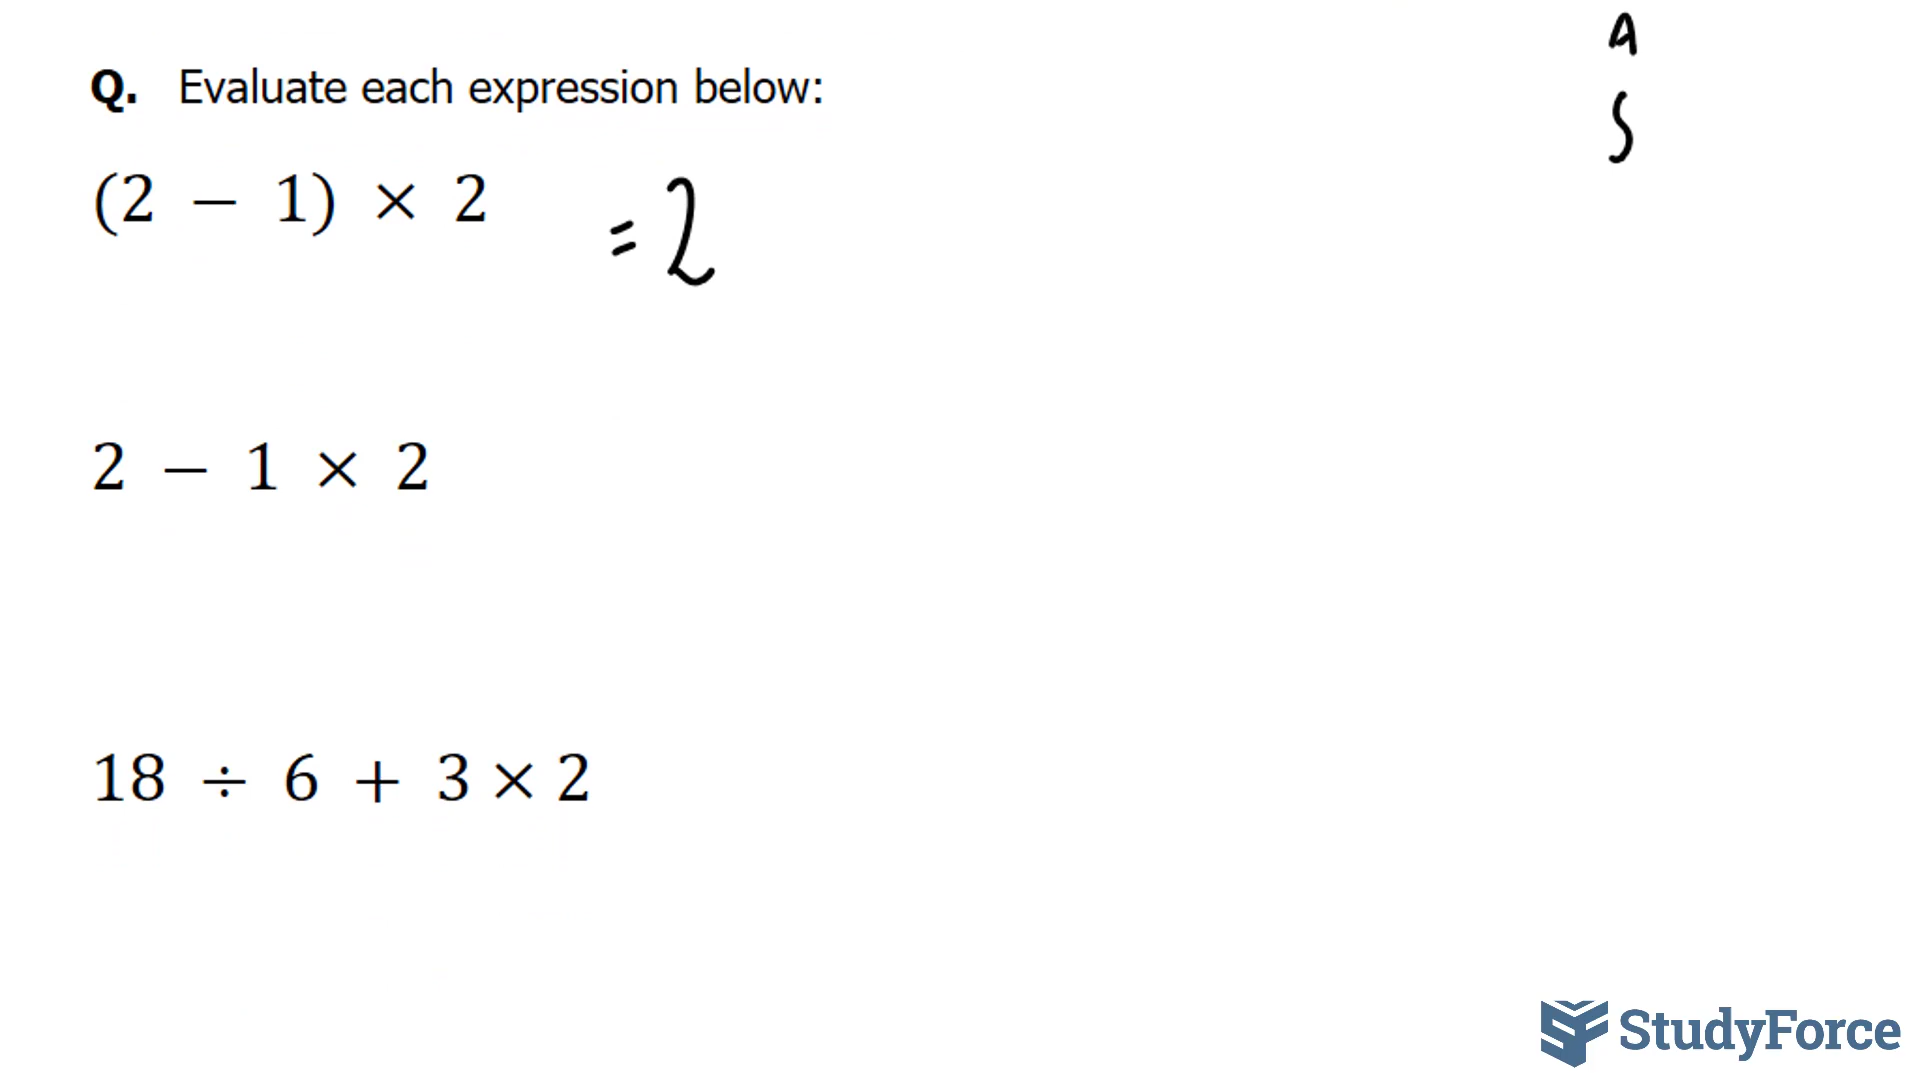 A
Q. Evaluate each expression below:
S
(2 − 1) × 2 = 2
2 − 1 × 2
18 ÷ 6 + 3 × 2
StudyForce